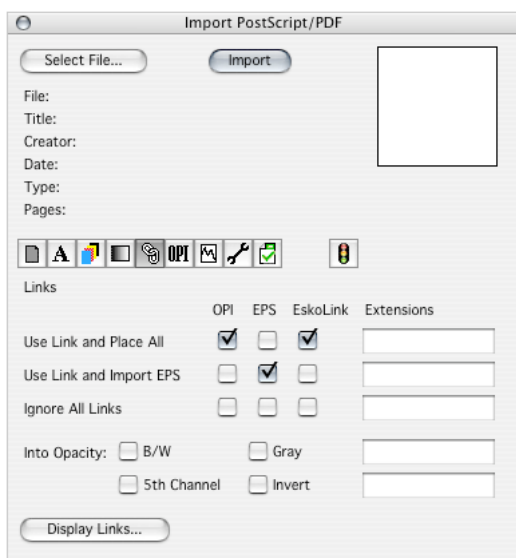 Import PostScript/PDF
Select File... Import
File:
Title:
Creator:
Date:
Type:
Pages:
A OPI
Links
OPI EPS EskoLink Extensions
Use Link and Place All
Use Link and Import EPS
Ignore All Links
Into Opacity: B/W Gray
5th Channel Invert
Display Links...